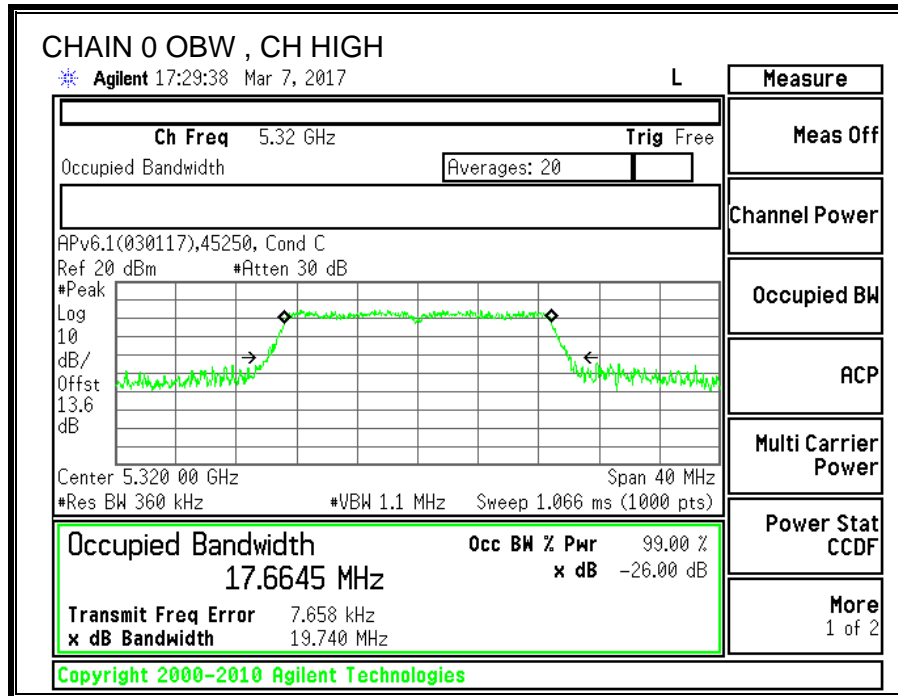 CHAIN 0 OBW , CH HIGH
Agilent 17:29:38 Mar 7, 2017 L
Measure
Ch Freq 5.32 GHz Trig Free
Occupied Bandwidth Averages: 20
APv6.1(030117),45250, Cond C
Ref 20 dBm #Atten 30 dB
#Peak
Log
10
dB/
Offst
13.6
dB
Center 5.320 00 GHz Span 40 MHz
#Res BW 360 kHz #VBW 1.1 MHz Sweep 1.066 ms (1000 pts)
Occupied Bandwidth Occ BW % Pwr 99.00 %
17.6645 MHz x dB -26.00 dB
Transmit Freq Error 7.658 kHz
x dB Bandwidth 19.740 MHz
Copyright 2000-2010 Agilent Technologies
Meas Off
Channel Power
Occupied BW
ACP
Multi Carrier
Power
Power Stat
CCDF
More
1 of 2